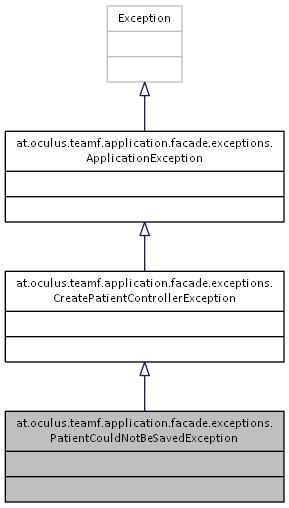 Exception
at.oculus.teamf.application.facade.exceptions.
ApplicationException
at.oculus.teamf.application.facade.exceptions.
CreatePatientControllerException
at.oculus.teamf.application.facade.exceptions.
PatientCouldNotBeSavedException